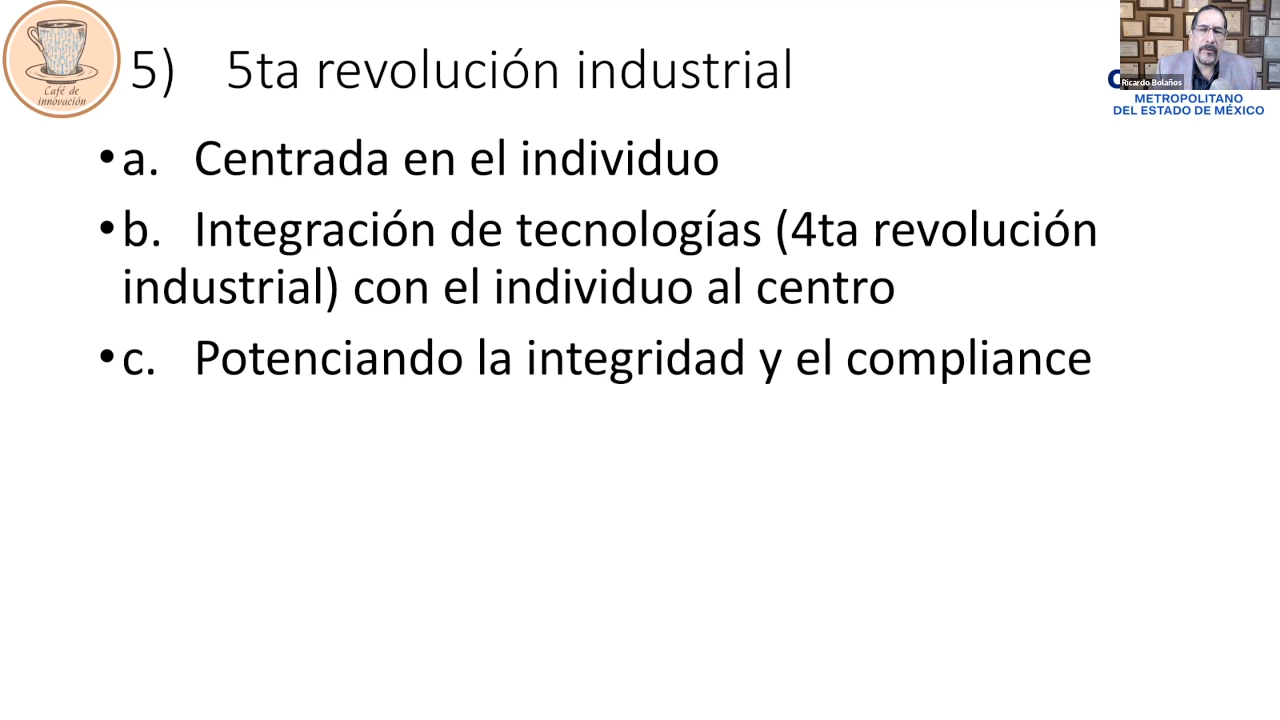 Café de
innovación
5) 5ta revolución industrial
Ricardo Bolaños
METROPOLITANO
DEL ESTADO DE MÉXICO
•a. Centrada en el individuo
•b. Integración de tecnologías (4ta revolución
industrial) con el individuo al centro
•c. Potenciando la integridad y el compliance